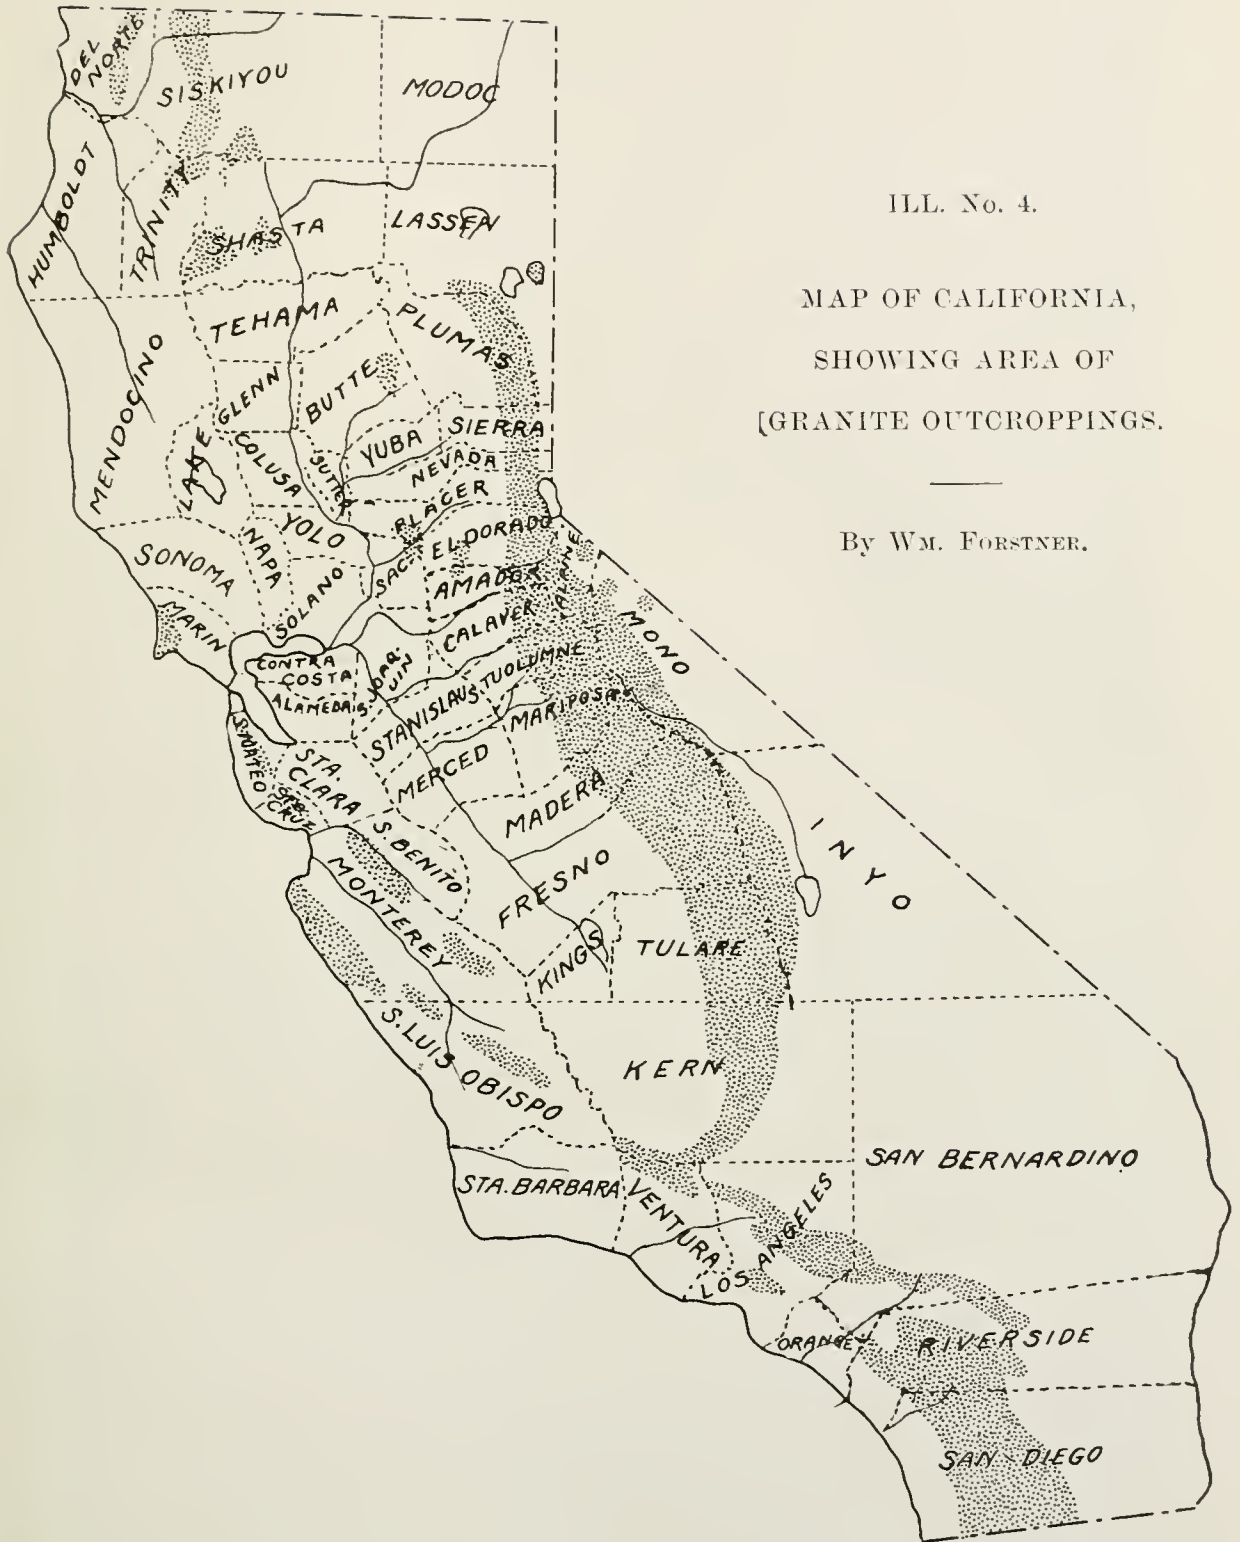 ILL. No. 4.
MAP OF CALIFORNIA,
SHOWING AREA OF
[GRANITE OUTCROPPINGS.
By WM. FORSTNER.
DEL NORTE
SISKIYOU
MODOC
HUMBOLDT
TRINITY
SHASTA
LASSEN
TEHAMA
PLUMAS
MENDOCINO
GLENN
BUTTE
LAKE
COLUSA
SUTTER
YUBA
SIERRA
NEVADA
PLACER
YOLO
NAPA
SONOMA
SOLANO
SAC.
EL DORADO
AMADOR
ALPINE
MARIN
CALAVER
MONO
CONTRA COSTA
S. JOAQ-UIN
ALAMEDA
STANISLAUS
TUOLUMNE
MARIPOSA
S. MATEO
STA. CLARA
MERCED
STA. CRUZ
MADERA
S. BENITO
MONTEREY
FRESNO
INYO
KINGS
TULARE
S. LUIS OBISPO
KERN
SAN BERNARDINO
STA. BARBARA
VENTURA
LOS ANGELES
ORANGE
RIVERSIDE
SAN DIEGO